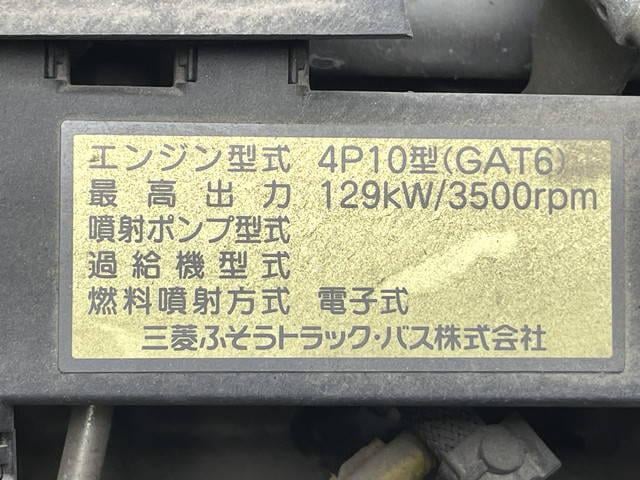 エンジン型式 4P10型(GAT6)
最高出力 129kW/3500rpm
噴射ポンプ型式
過給機型式
燃料噴射方式 電子式
三菱ふそうトラック・バス株式会社